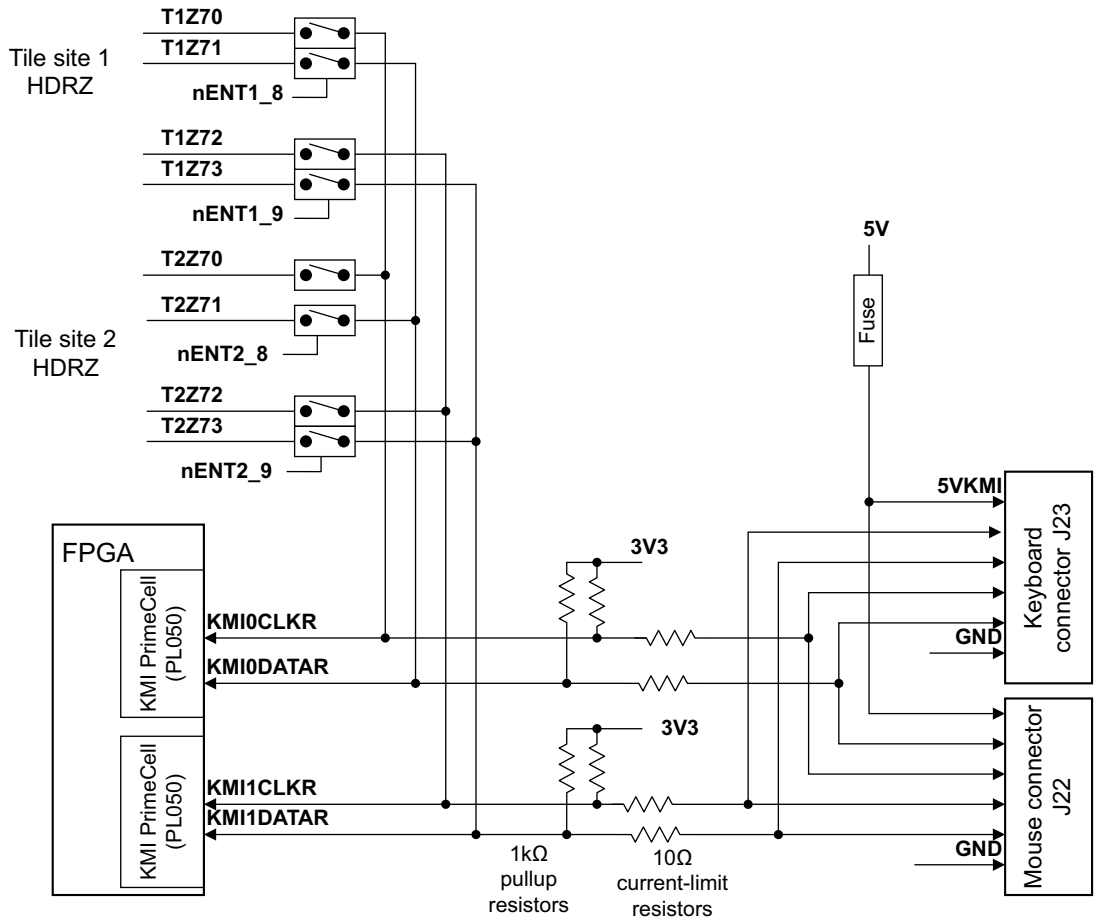 T1Z70
T1Z71
Tile site 1
HDRZ
nENT1_8
T1Z72
T1Z73
nENT1_9
T2Z70
T2Z71
Tile site 2
HDRZ
nENT2_8
T2Z72
T2Z73
nENT2_9
5V
Fuse
5VKMI
Keyboard
connector J23
GND
FPGA
KMI PrimeCell
(PL050)
KMI0CLKR
KMI0DATAR
3V3
KMI PrimeCell
(PL050)
KMI1CLKR
KMI1DATAR
3V3
1kΩ
pullup
resistors
10Ω
current-limit
resistors
Mouse connector
J22
GND